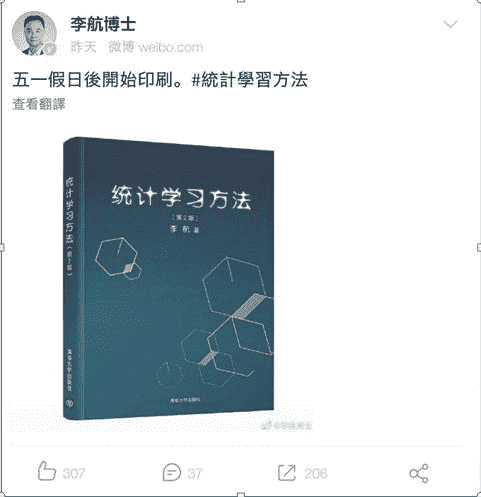 李航博士
昨天 微博 weibo.com
五一假日後開始印刷。#統計學習方法
查看翻譯
统计学习方法(第2版)
清华大学出版社
统计学习方法
(第2版)
李航 著
清华大学出版社
307
37
206